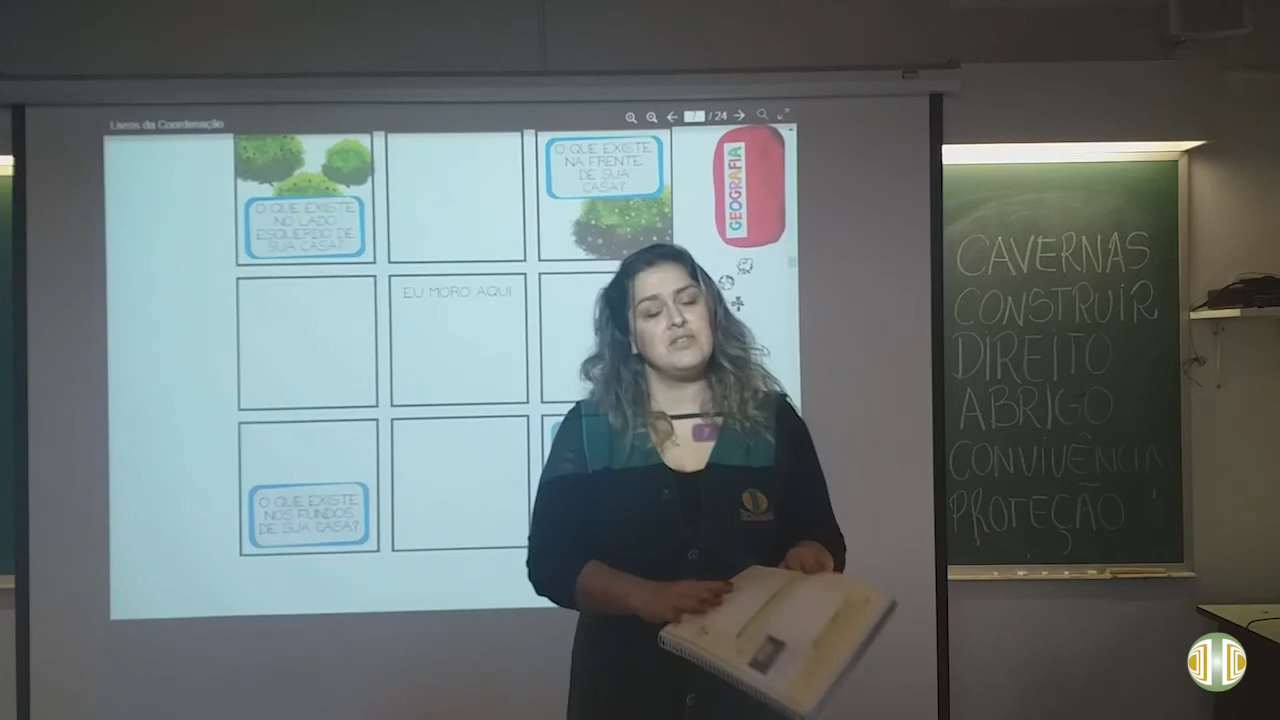 Livros da Coordenação
7 / 24
O QUE EXISTE
NO LADO
ESQUERDO DE
SUA CASA?
O QUE EXISTE
NA FRENTE
DE SUA
CASA?
GEOGRAFIA
EU MORO AQUI
O QUE EXISTE
NOS FUNDOS
DE SUA CASA?
7
CAVERNAS
CONSTRUIR
DIREITO
ABRIGO
CONVIVÊNCIA
PROTEÇÃO